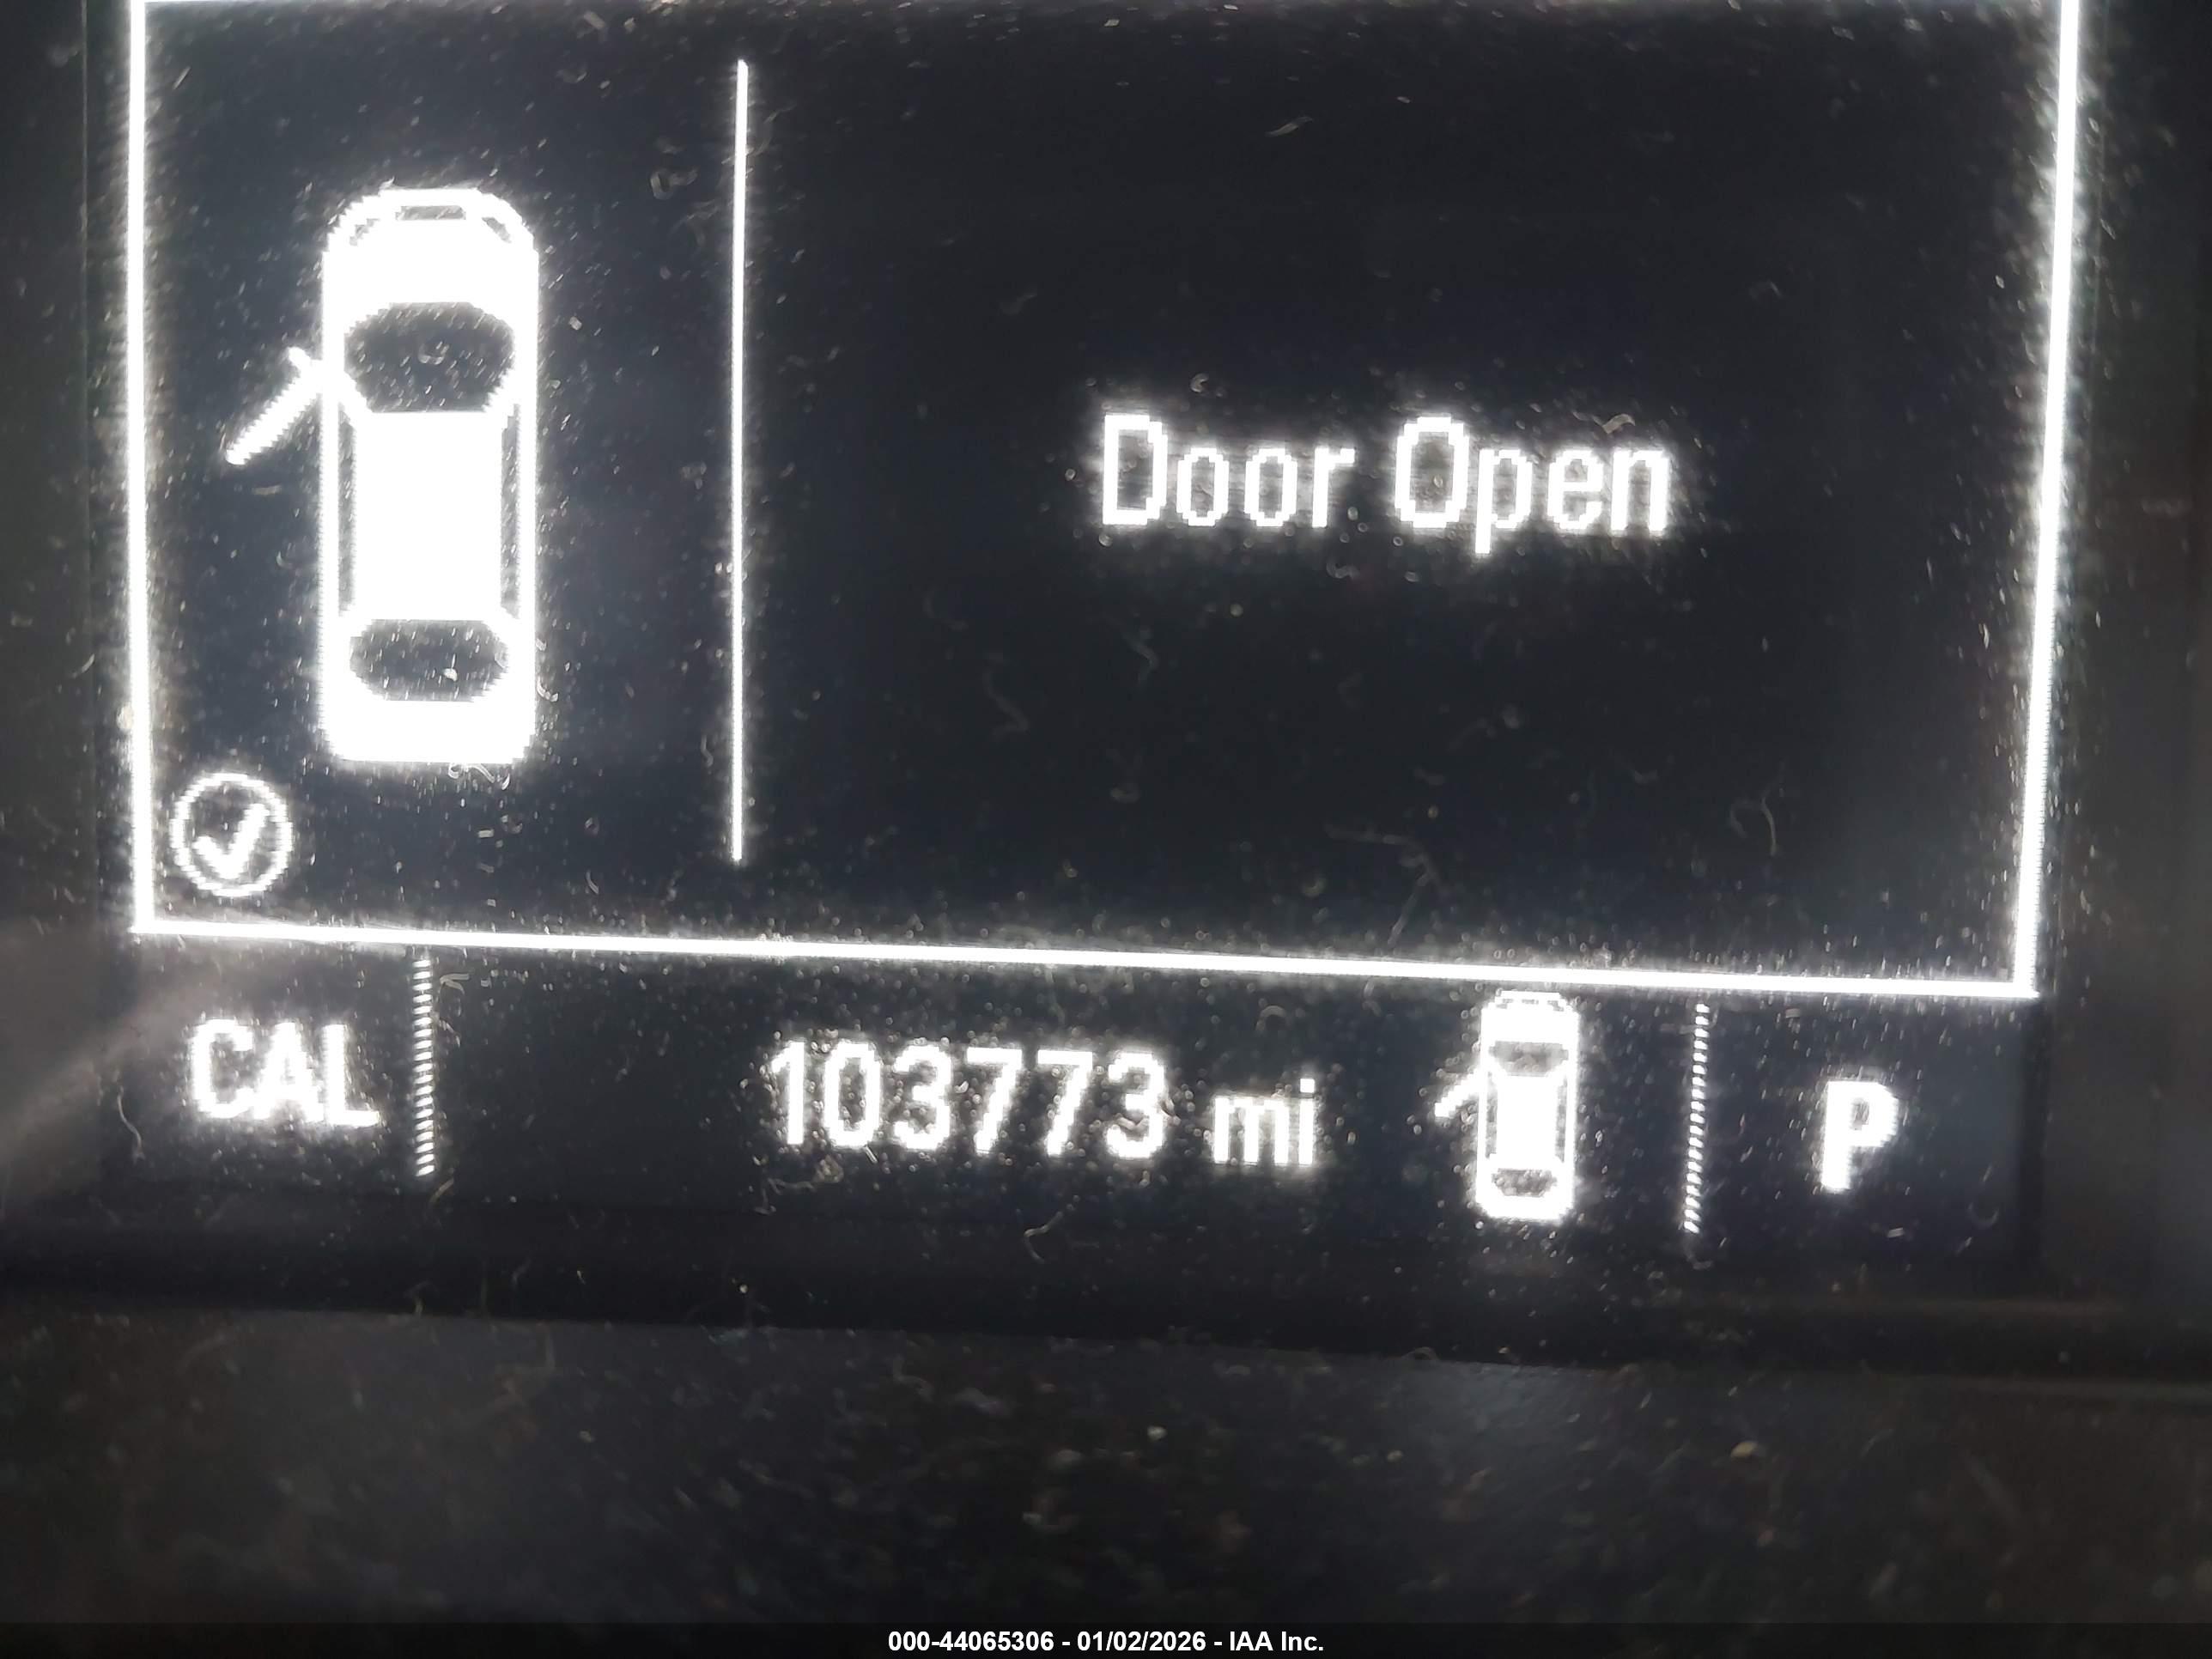 Door Open
CAL 103773 mi P
000-44065306 - 01/02/2026 - IAA Inc.